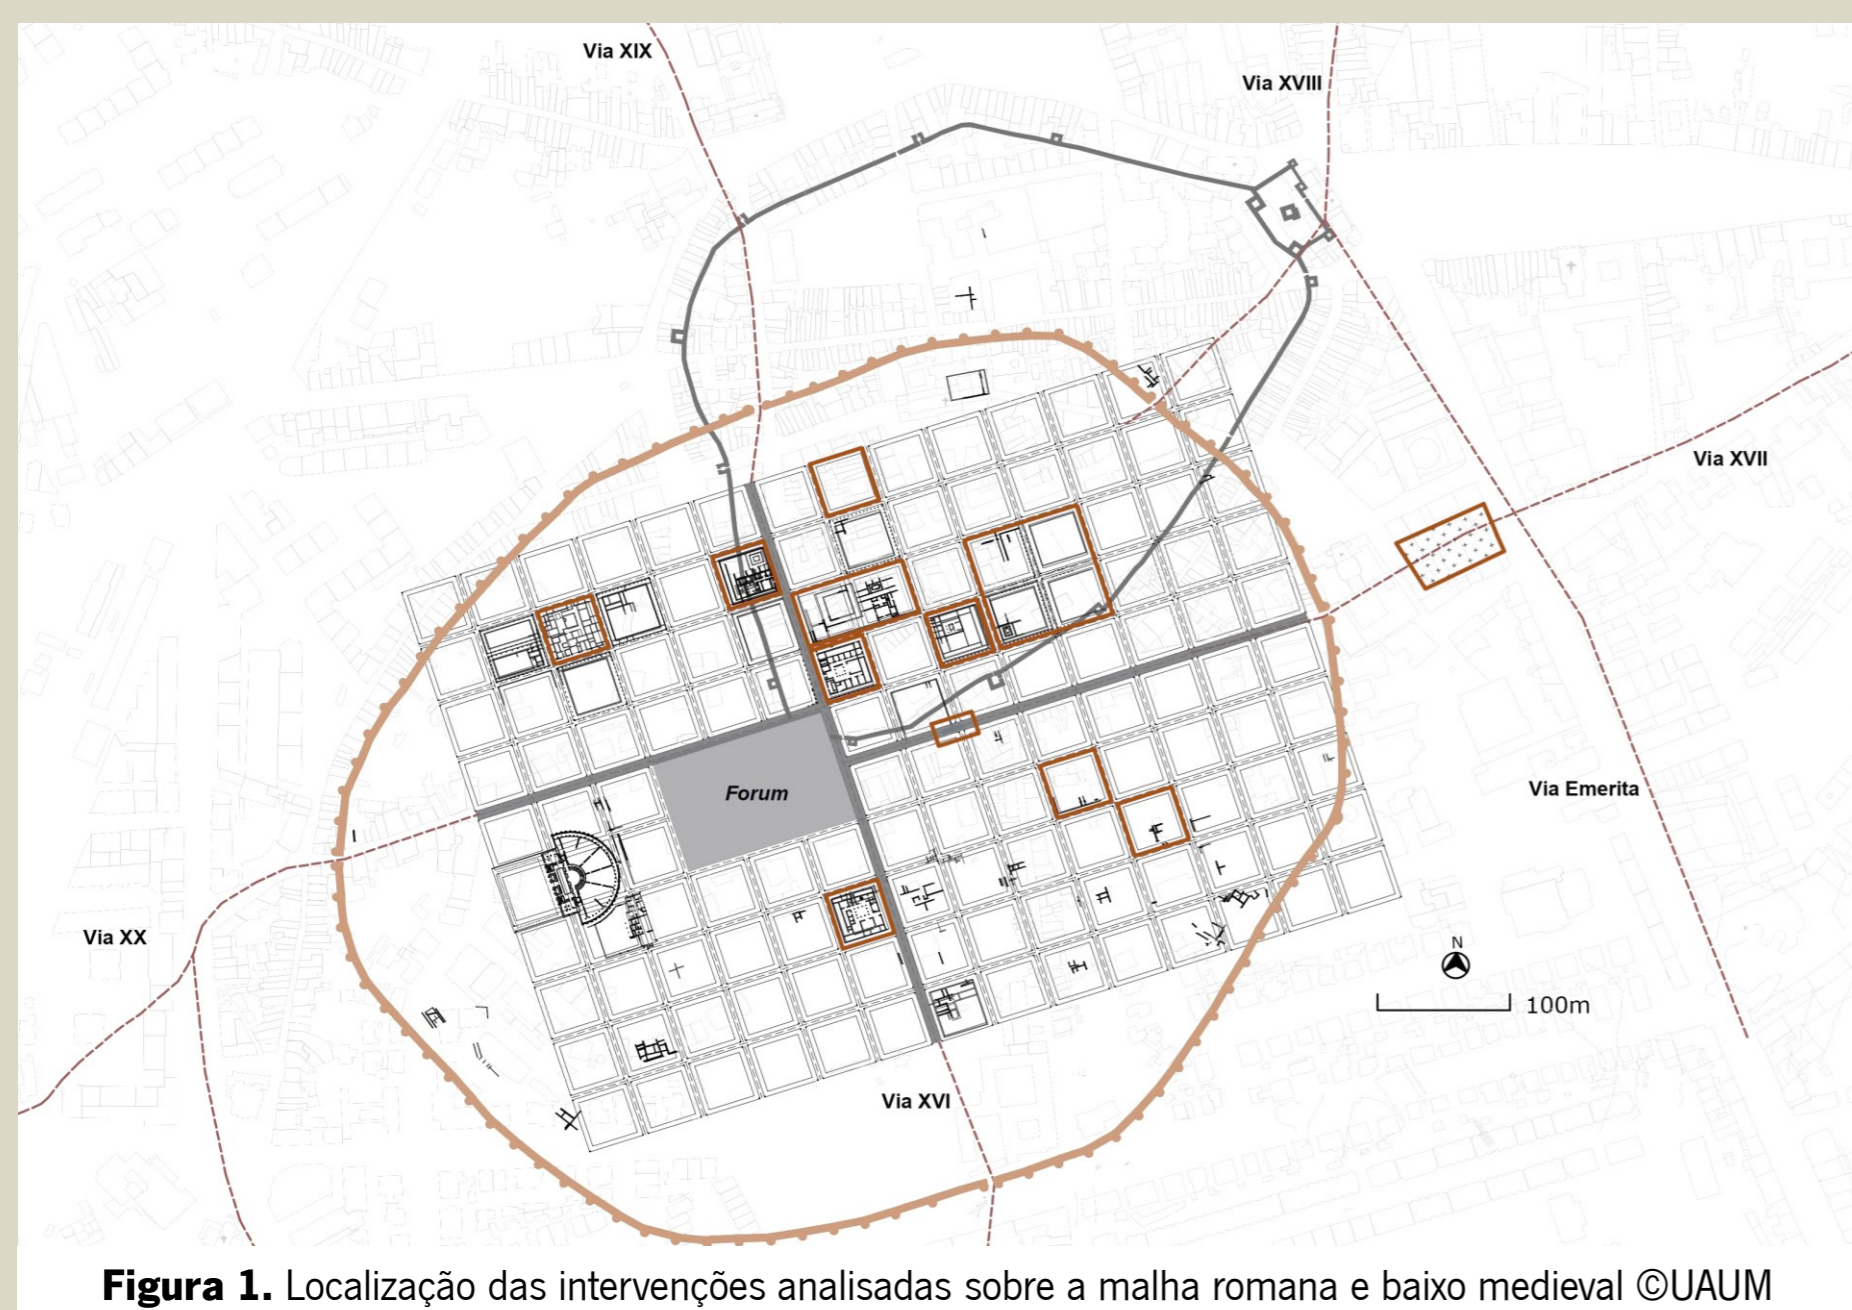 Via XIX
Via XVIII
Via XVII
Forum
Via Emerita
Via XX
N
100m
Via XVI
Figura 1. Localização das intervenções analisadas sobre a malha romana e baixo medieval ©UAUM